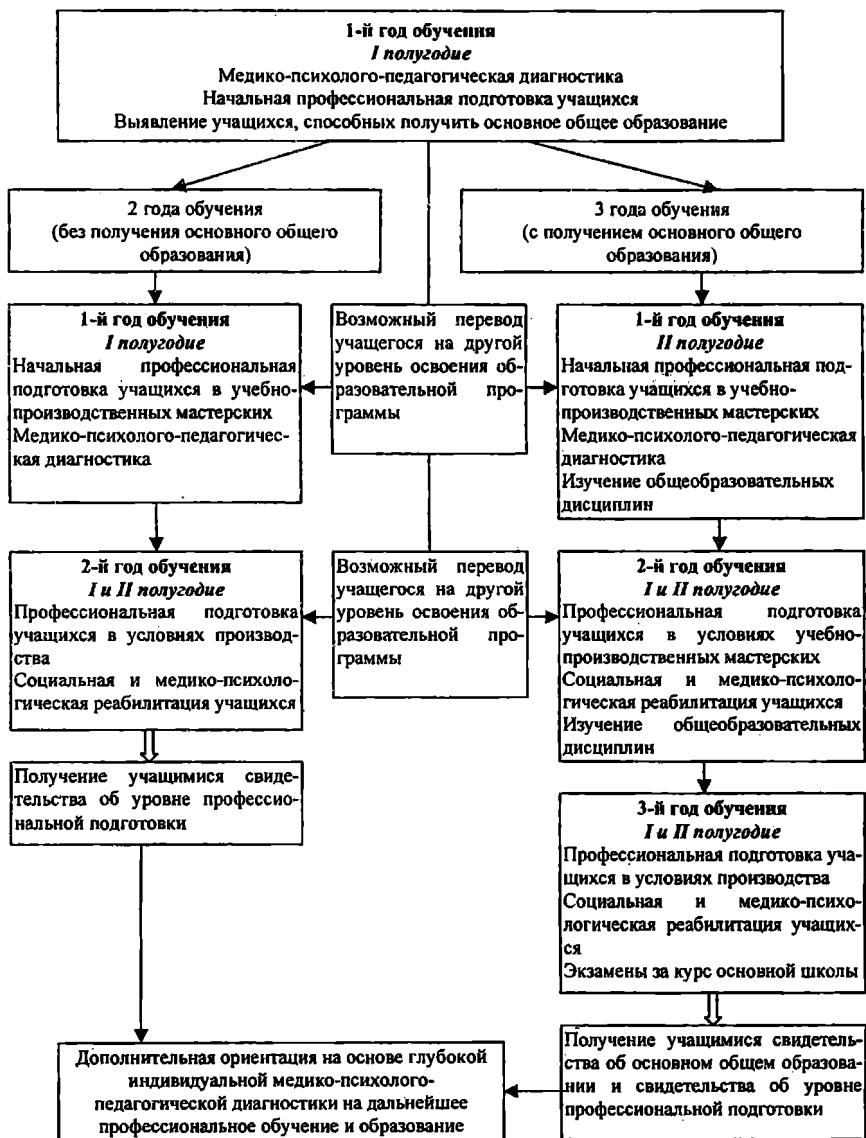 1-й год обучения
I полугодие
Медико-психолого-педагогическая диагностика
Начальная профессиональная подготовка учащихся
Выявление учащихся, способных получить основное общее образование
2 года обучения
(без получения основного общего
образования)
3 года обучения
(с получением основного общего
образования)
1-й год обучения
I полугодие
Начальная профессиональная
подготовка учащихся в учебно-
производственных мастерских
Медико-психолого-педагогичес-
кая диагностика
Возможный перевод
учащегося на другой
уровень освоения об-
разовательной про-
граммы
1-й год обучения
II полугодие
Начальная профессиональная под-
готовка учащихся в учебно-
производственных мастерских
Медико-психолого-педагогическая
диагностика
Изучение общеобразовательных
дисциплин
2-й год обучения
I и II полугодие
Профессиональная подготовка
учащихся в условиях производ-
ства
Социальная и медико-психоло-
гическая реабилитация учащихся
Возможный перевод
учащегося на другой
уровень освоения об-
разовательной про-
граммы
2-й год обучения
I и II полугодие
Профессиональная подготовка
учащихся в условиях учебно-
производственных мастерских
Социальная и медико-психоло-
гическая реабилитация учащихся
Изучение общеобразовательных
дисциплин
Получение учащимися свиде-
тельства об уровне профессио-
нальной подготовки
3-й год обучения
I и II полугодие
Профессиональная подготовка уча-
щихся в условиях производства
Социальная и медико-психо-
логическая реабилитация учащих-
ся
Экзамены за курс основной школы
Дополнительная ориентация на основе глубокой
индивидуальной медико-психолого-
педагогической диагностики на дальнейшее
профессиональное обучение и образование
Получение учащимися свидетель-
ства об основном общем образова-
нии и свидетельства об уровне
профессиональной подготовки